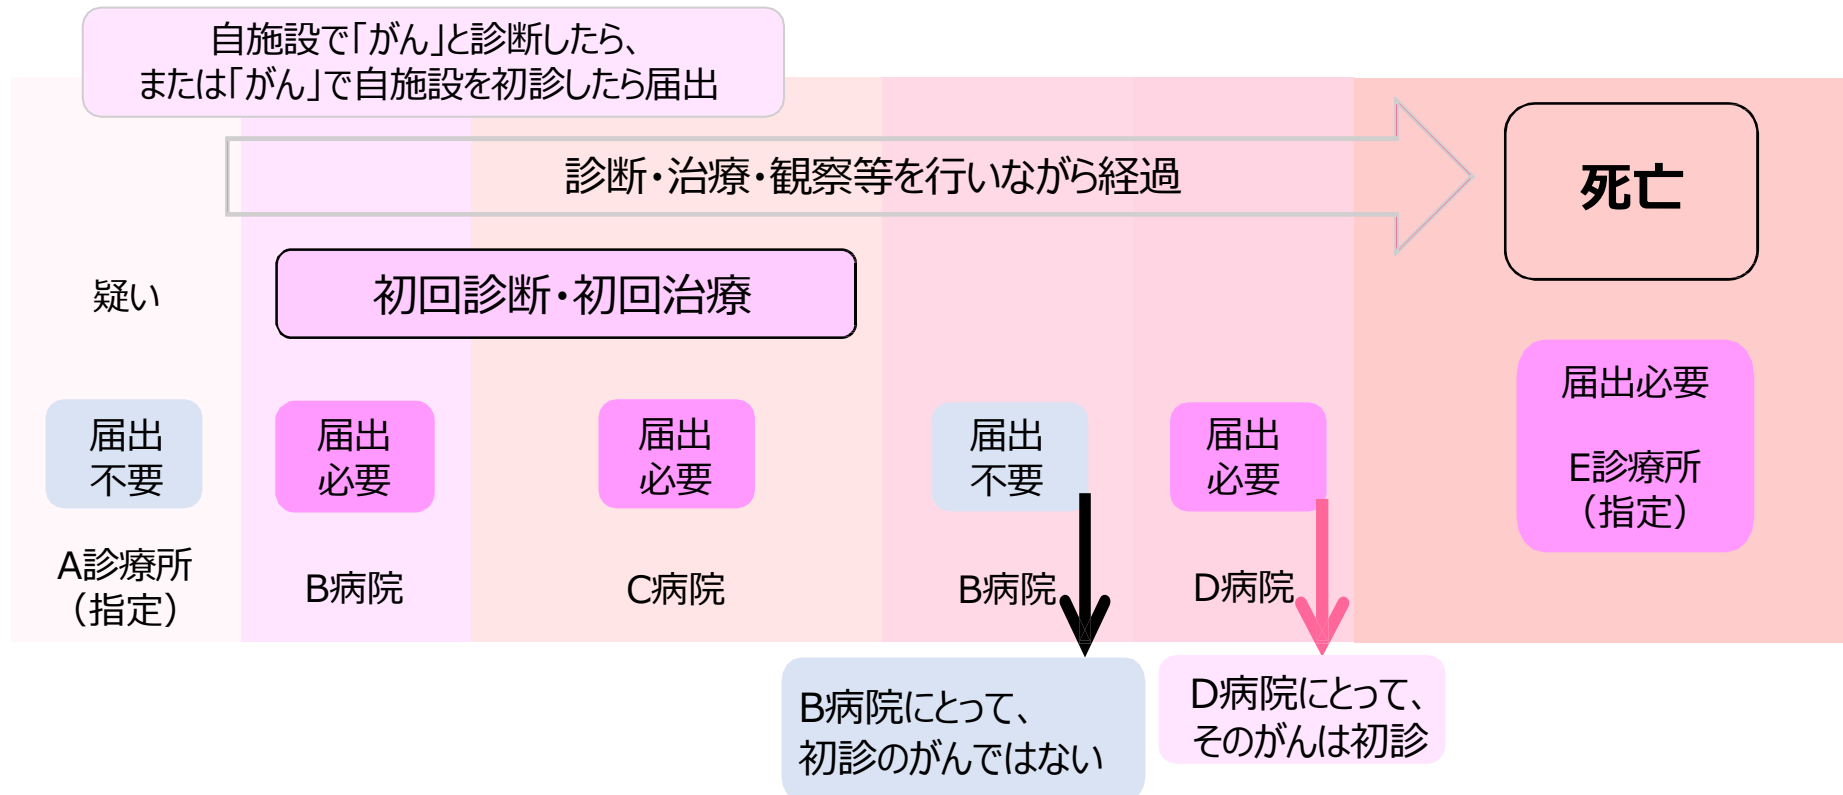 自施設で「がん」と診断したら、
または「がん」で自施設を初診したら届出
診断・治療・観察等を行いながら経過
死亡
疑い
初回診断・初回治療
届出
不要
届出
必要
届出
必要
届出
不要
届出
必要
届出必要
E診療所
（指定）
A診療所
（指定）
B病院
C病院
B病院
D病院
B病院にとって、
初診のがんではない
D病院にとって、
そのがんは初診